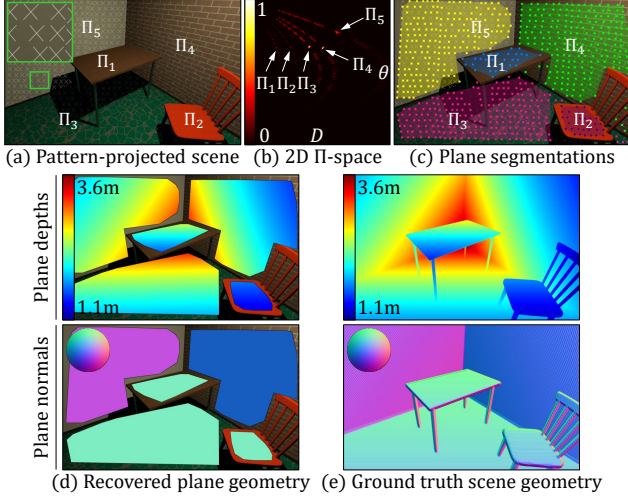 Π5
Π4
Π1
Π3
Π2
1
Π5
Π4
Π1 Π2 Π3
θ
0
D
Π5
Π4
Π1
Π3
Π2
(a) Pattern-projected scene
(b) 2D Π-space
(c) Plane segmentations
Plane depths
3.6m
1.1m
3.6m
1.1m
Plane normals
(d) Recovered plane geometry
(e) Ground truth scene geometry